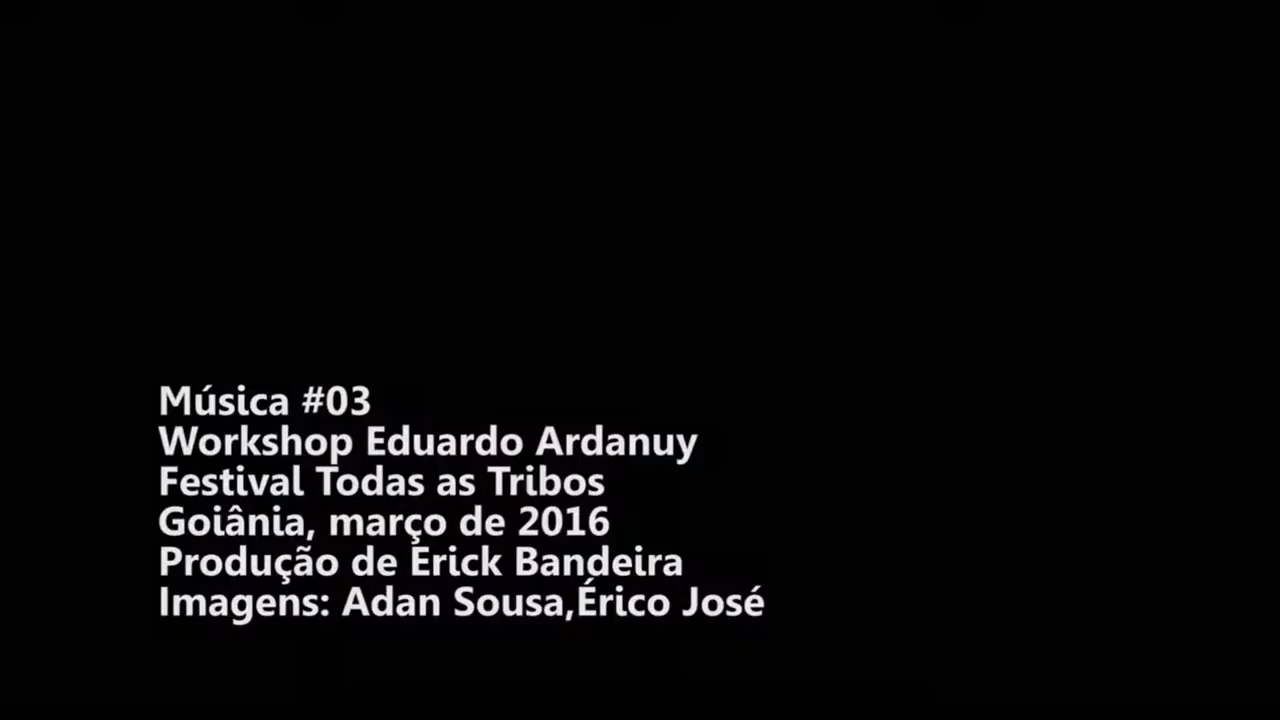 Música #03
Workshop Eduardo Ardanuy
Festival Todas as Tribos
Goiânia, março de 2016
Produção de Erick Bandeira
Imagens: Adan Sousa,Érico José